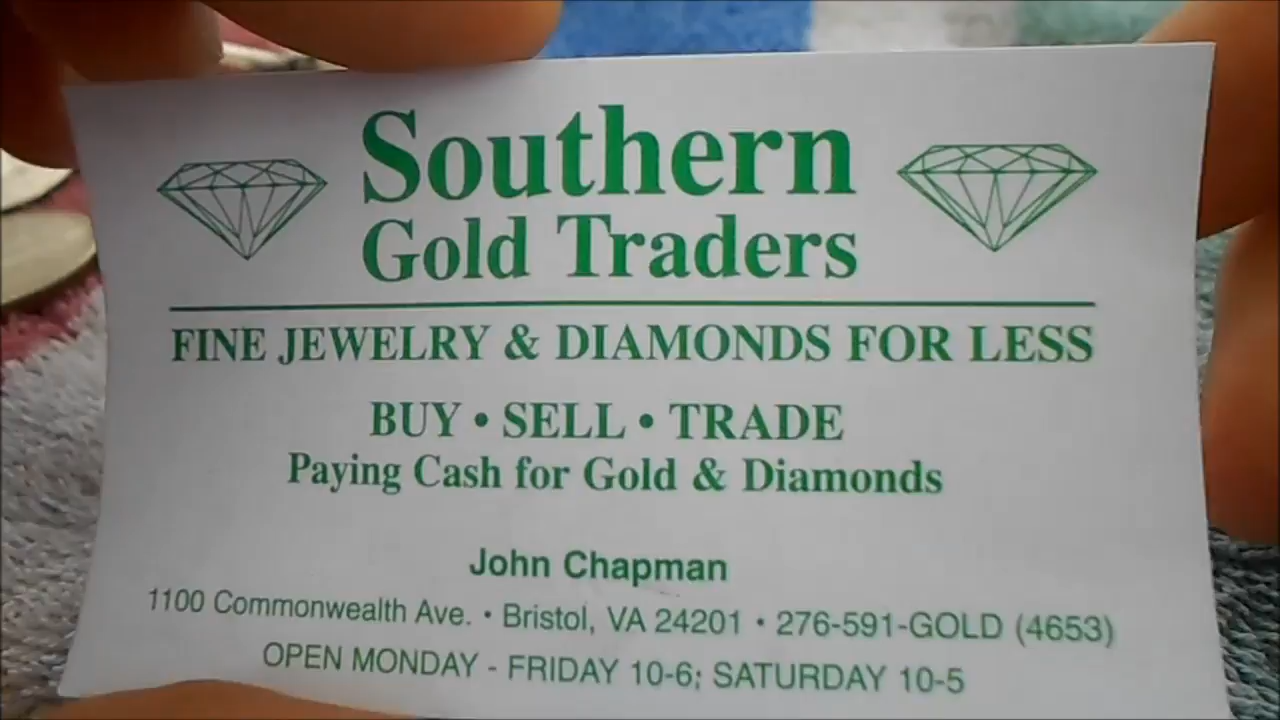 Southern
Gold Traders
FINE JEWELRY & DIAMONDS FOR LESS
BUY • SELL • TRADE
Paying Cash for Gold & Diamonds
John Chapman
1100 Commonwealth Ave. • Bristol, VA 24201 • 276-591-GOLD (4653)
OPEN MONDAY - FRIDAY 10-6; SATURDAY 10-5